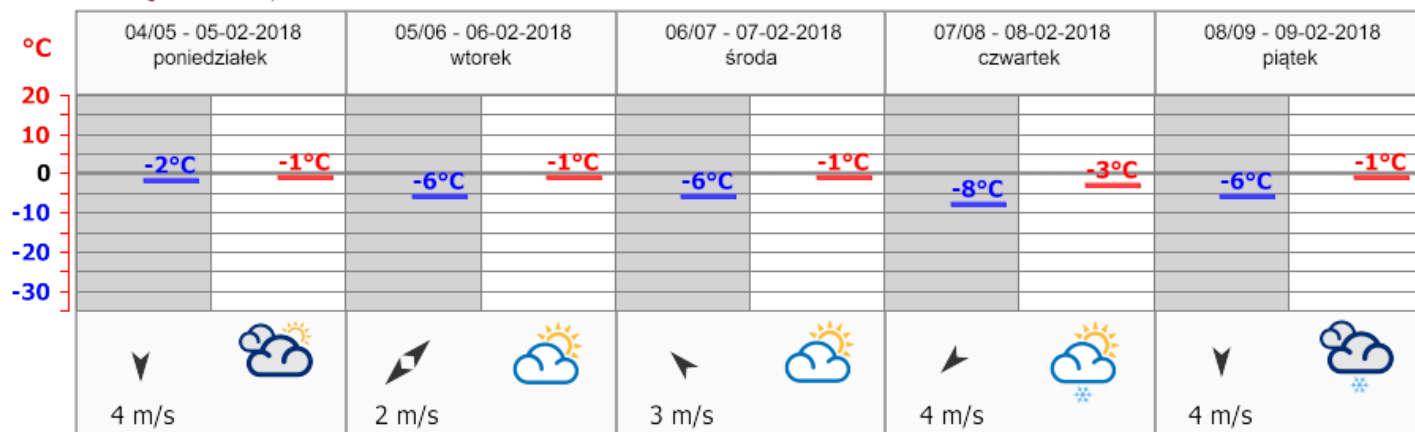 °C
04/05 - 05-02-2018
poniedziałek
05/06 - 06-02-2018
wtorek
06/07 - 07-02-2018
środa
07/08 - 08-02-2018
czwartek
08/09 - 09-02-2018
piątek
20
10
0
-10
-20
-30
-2°C
-1°C
-6°C
-1°C
-6°C
-1°C
-8°C
-3°C
-6°C
-1°C
4 m/s
2 m/s
3 m/s
4 m/s
4 m/s